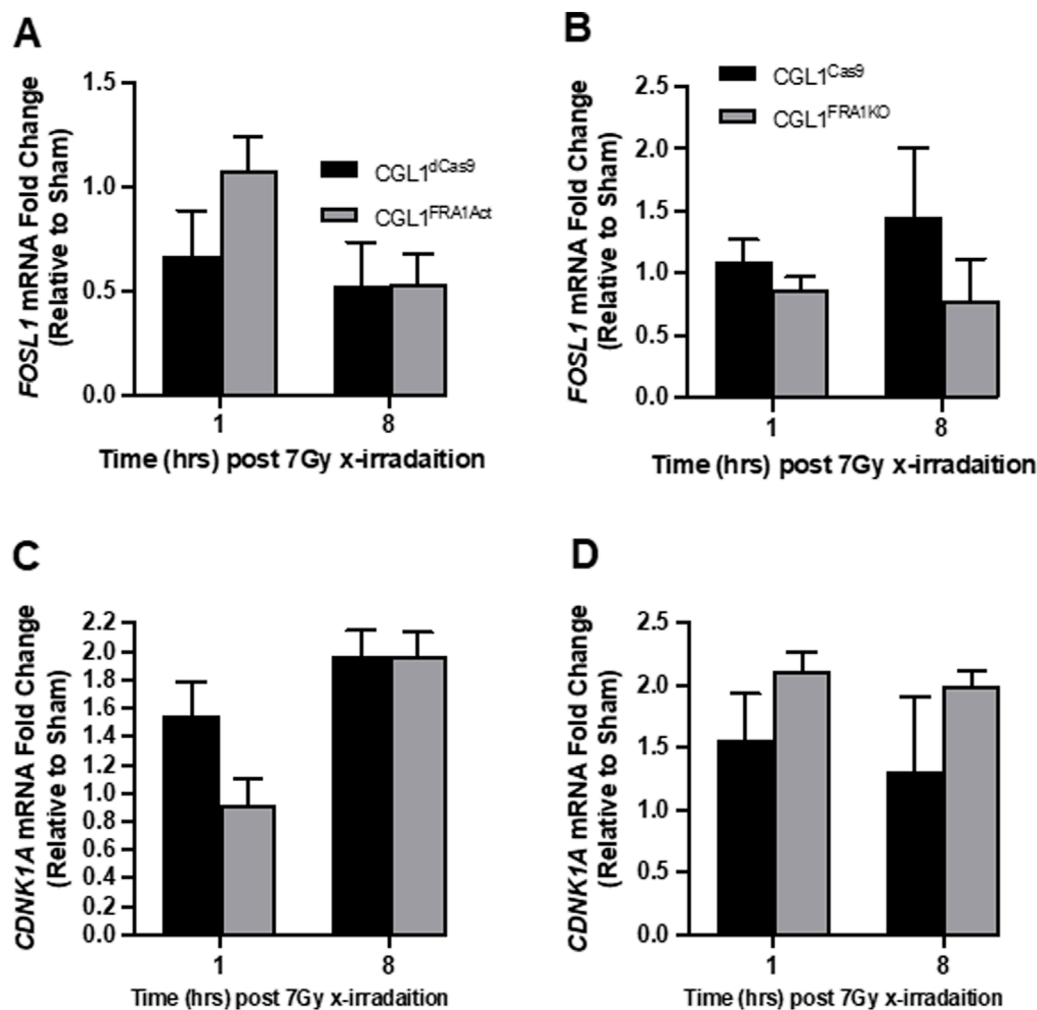 A
FOSL1 mRNA Fold Change
(Relative to Sham)
1.5
1.0
0.5
0.0
CGL1dCas9
CGL1FRA1Act
1
8
Time (hrs) post 7Gy x-irradaition
B
FOSL1 mRNA Fold Change
(Relative to Sham)
2.5
2.0
1.5
1.0
0.5
0.0
CGL1Cas9
CGL1FRA1KO
1
8
Time (hrs) post 7Gy x-irradaition
C
CDNK1A mRNA Fold Change
(Relative to Sham)
2.2
2.0
1.8
1.6
1.4
1.2
1.0
0.8
0.6
0.4
0.2
0.0
1
8
Time (hrs) post 7Gy x-irradaition
D
CDNK1A mRNA Fold Change
(Relative to Sham)
2.5
2.0
1.5
1.0
0.5
0.0
1
8
Time (hrs) post 7Gy x-irradaition